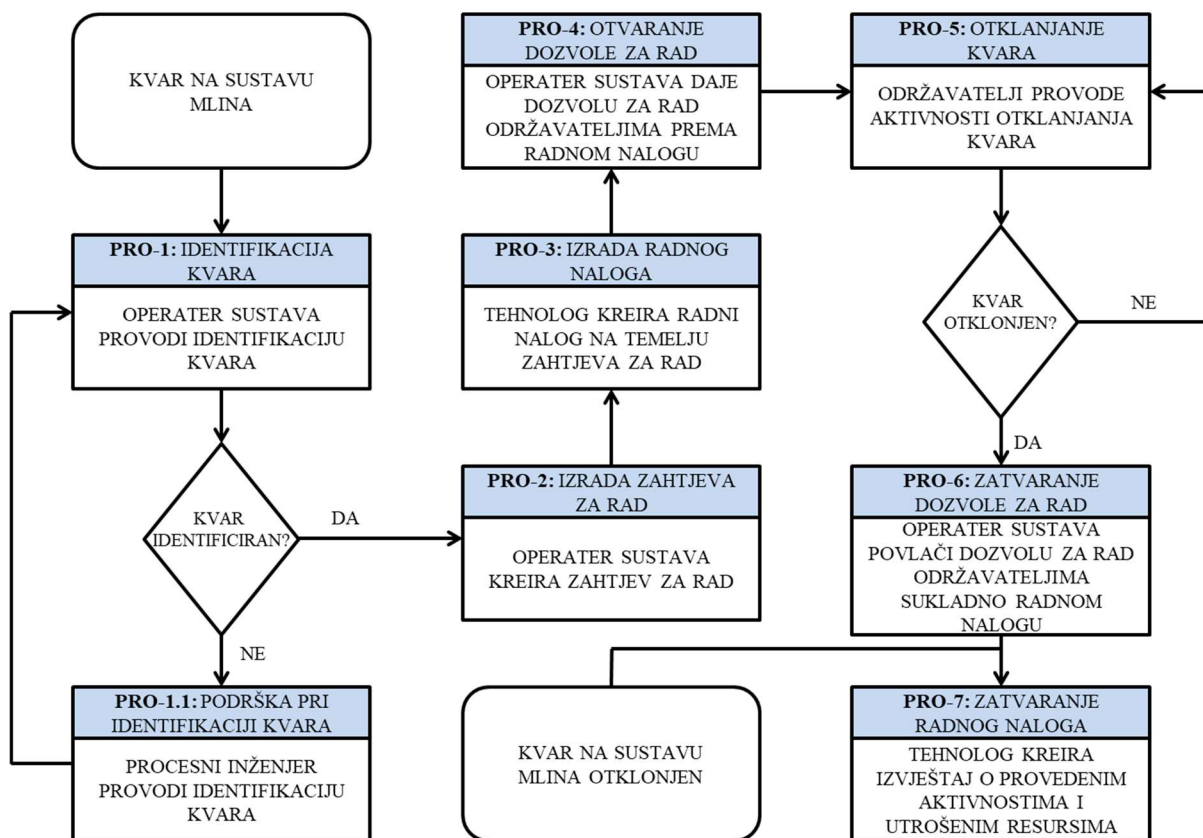 KVAR NA SUSTAVU
MLINA
PRO-1: IDENTIFIKACIJA
KVARA
OPERATER SUSTAVA
PROVODI IDENTIFIKACIJU
KVARA
KVAR
IDENTIFICIRAN?
DA
NE
PRO-1.1: PODRŠKA PRI
IDENTIFIKACIJI KVARA
PROCESNI INŽENJER
PROVODI IDENTIFIKACIJU
KVARA
PRO-2: IZRADA ZAHTJEVA
ZA RAD
OPERATER SUSTAVA
KREIRA ZAHTJEV ZA RAD
PRO-3: IZRADA RADNOG
NALOGA
TEHNOLOG KREIRA RADNI
NALOG NA TEMELJU
ZAHTJEVA ZA RAD
PRO-4: OTVARANJE
DOZVOLE ZA RAD
OPERATER SUSTAVA DAJE
DOZVOLU ZA RAD
ODRŽAVATELJIMA PREMA
RADNOM NALOGU
PRO-5: OTKLANJANJE
KVARA
ODRŽAVATELJI PROVODE
AKTIVNOSTI OTKLANJANJA
KVARA
KVAR
OTKLONJEN?
NE
DA
PRO-6: ZATVARANJE
DOZVOLE ZA RAD
OPERATER SUSTAVA
POVLAČI DOZVOLU ZA RAD
ODRŽAVATELJIMA
SUKLADNO RADNOM
NALOGU
PRO-7: ZATVARANJE
RADNOG NALOGA
TEHNOLOG KREIRA
IZVJEŠTAJ O PROVEDENIM
AKTIVNOSTIMA I
UTROŠENIM RESURSIMA
KVAR NA SUSTAVU
MLINA OTKLONJEN